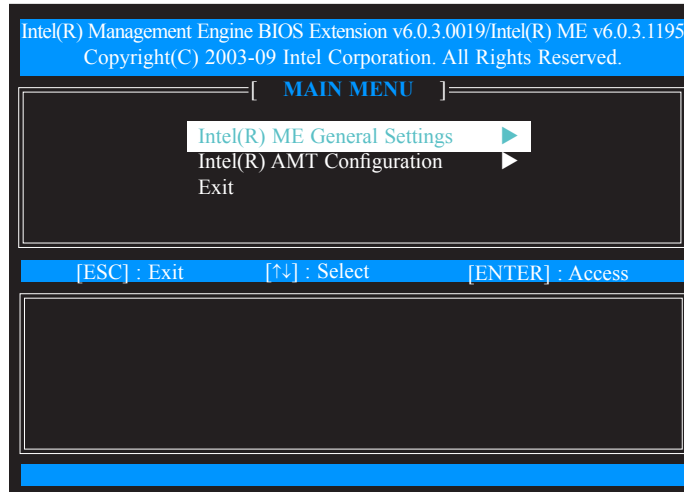 Intel(R) Management Engine BIOS Extension v6.0.3.0019/Intel(R) ME v6.0.3.1195
Copyright(C) 2003-09 Intel Corporation. All Rights Reserved.
[ MAIN MENU ]
Intel(R) ME General Settings ▶
Intel(R) AMT Configuration ▶
Exit
[ESC] : Exit [↑↓] : Select [ENTER] : Access